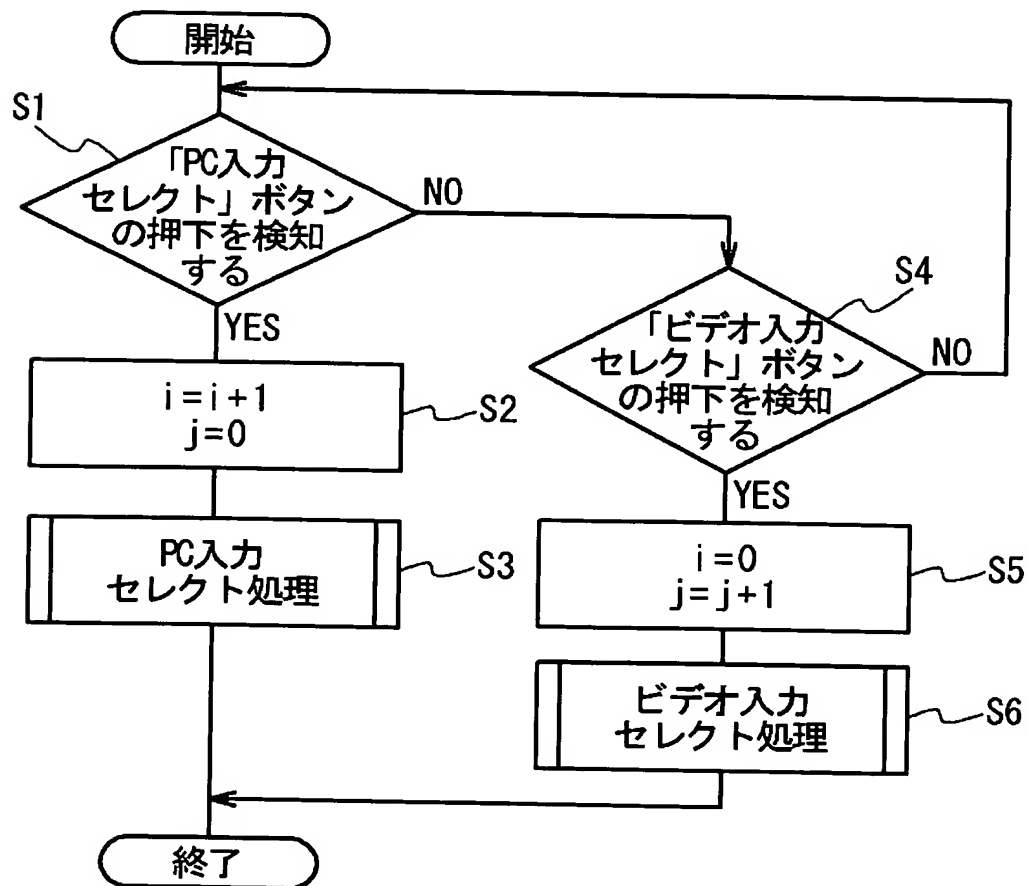 開始
S1
「PC入力
セレクト」ボタン
の押下を検知
する
NO
YES
S4
「ビデオ入力
セレクト」ボタン
の押下を検知
する
NO
YES
i=i+1
j=0
S2
PC入力
セレクト処理
S3
i=0
j=j+1
S5
ビデオ入力
セレクト処理
S6
終了